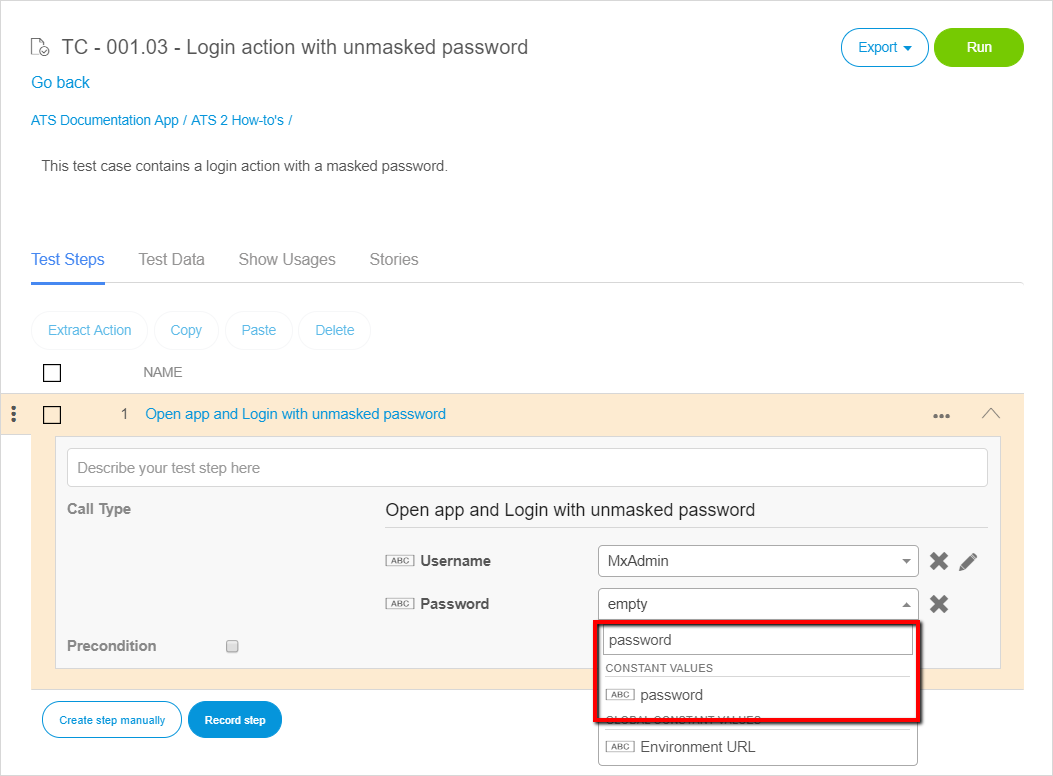 TC - 001.03 - Login action with unmasked password
Export
Run
Go back
ATS Documentation App / ATS 2 How-to's /
This test case contains a login action with a masked password.
Test Steps
Test Data
Show Usages
Stories
Extract Action
Copy
Paste
Delete
NAME
1 Open app and Login with unmasked password
Describe your test step here
Call Type
Open app and Login with unmasked password
ABC Username
MxAdmin
ABC Password
empty
password
CONSTANT VALUES
ABC password
GLOBAL CONSTANT VALUES
ABC Environment URL
Precondition
Create step manually
Record step